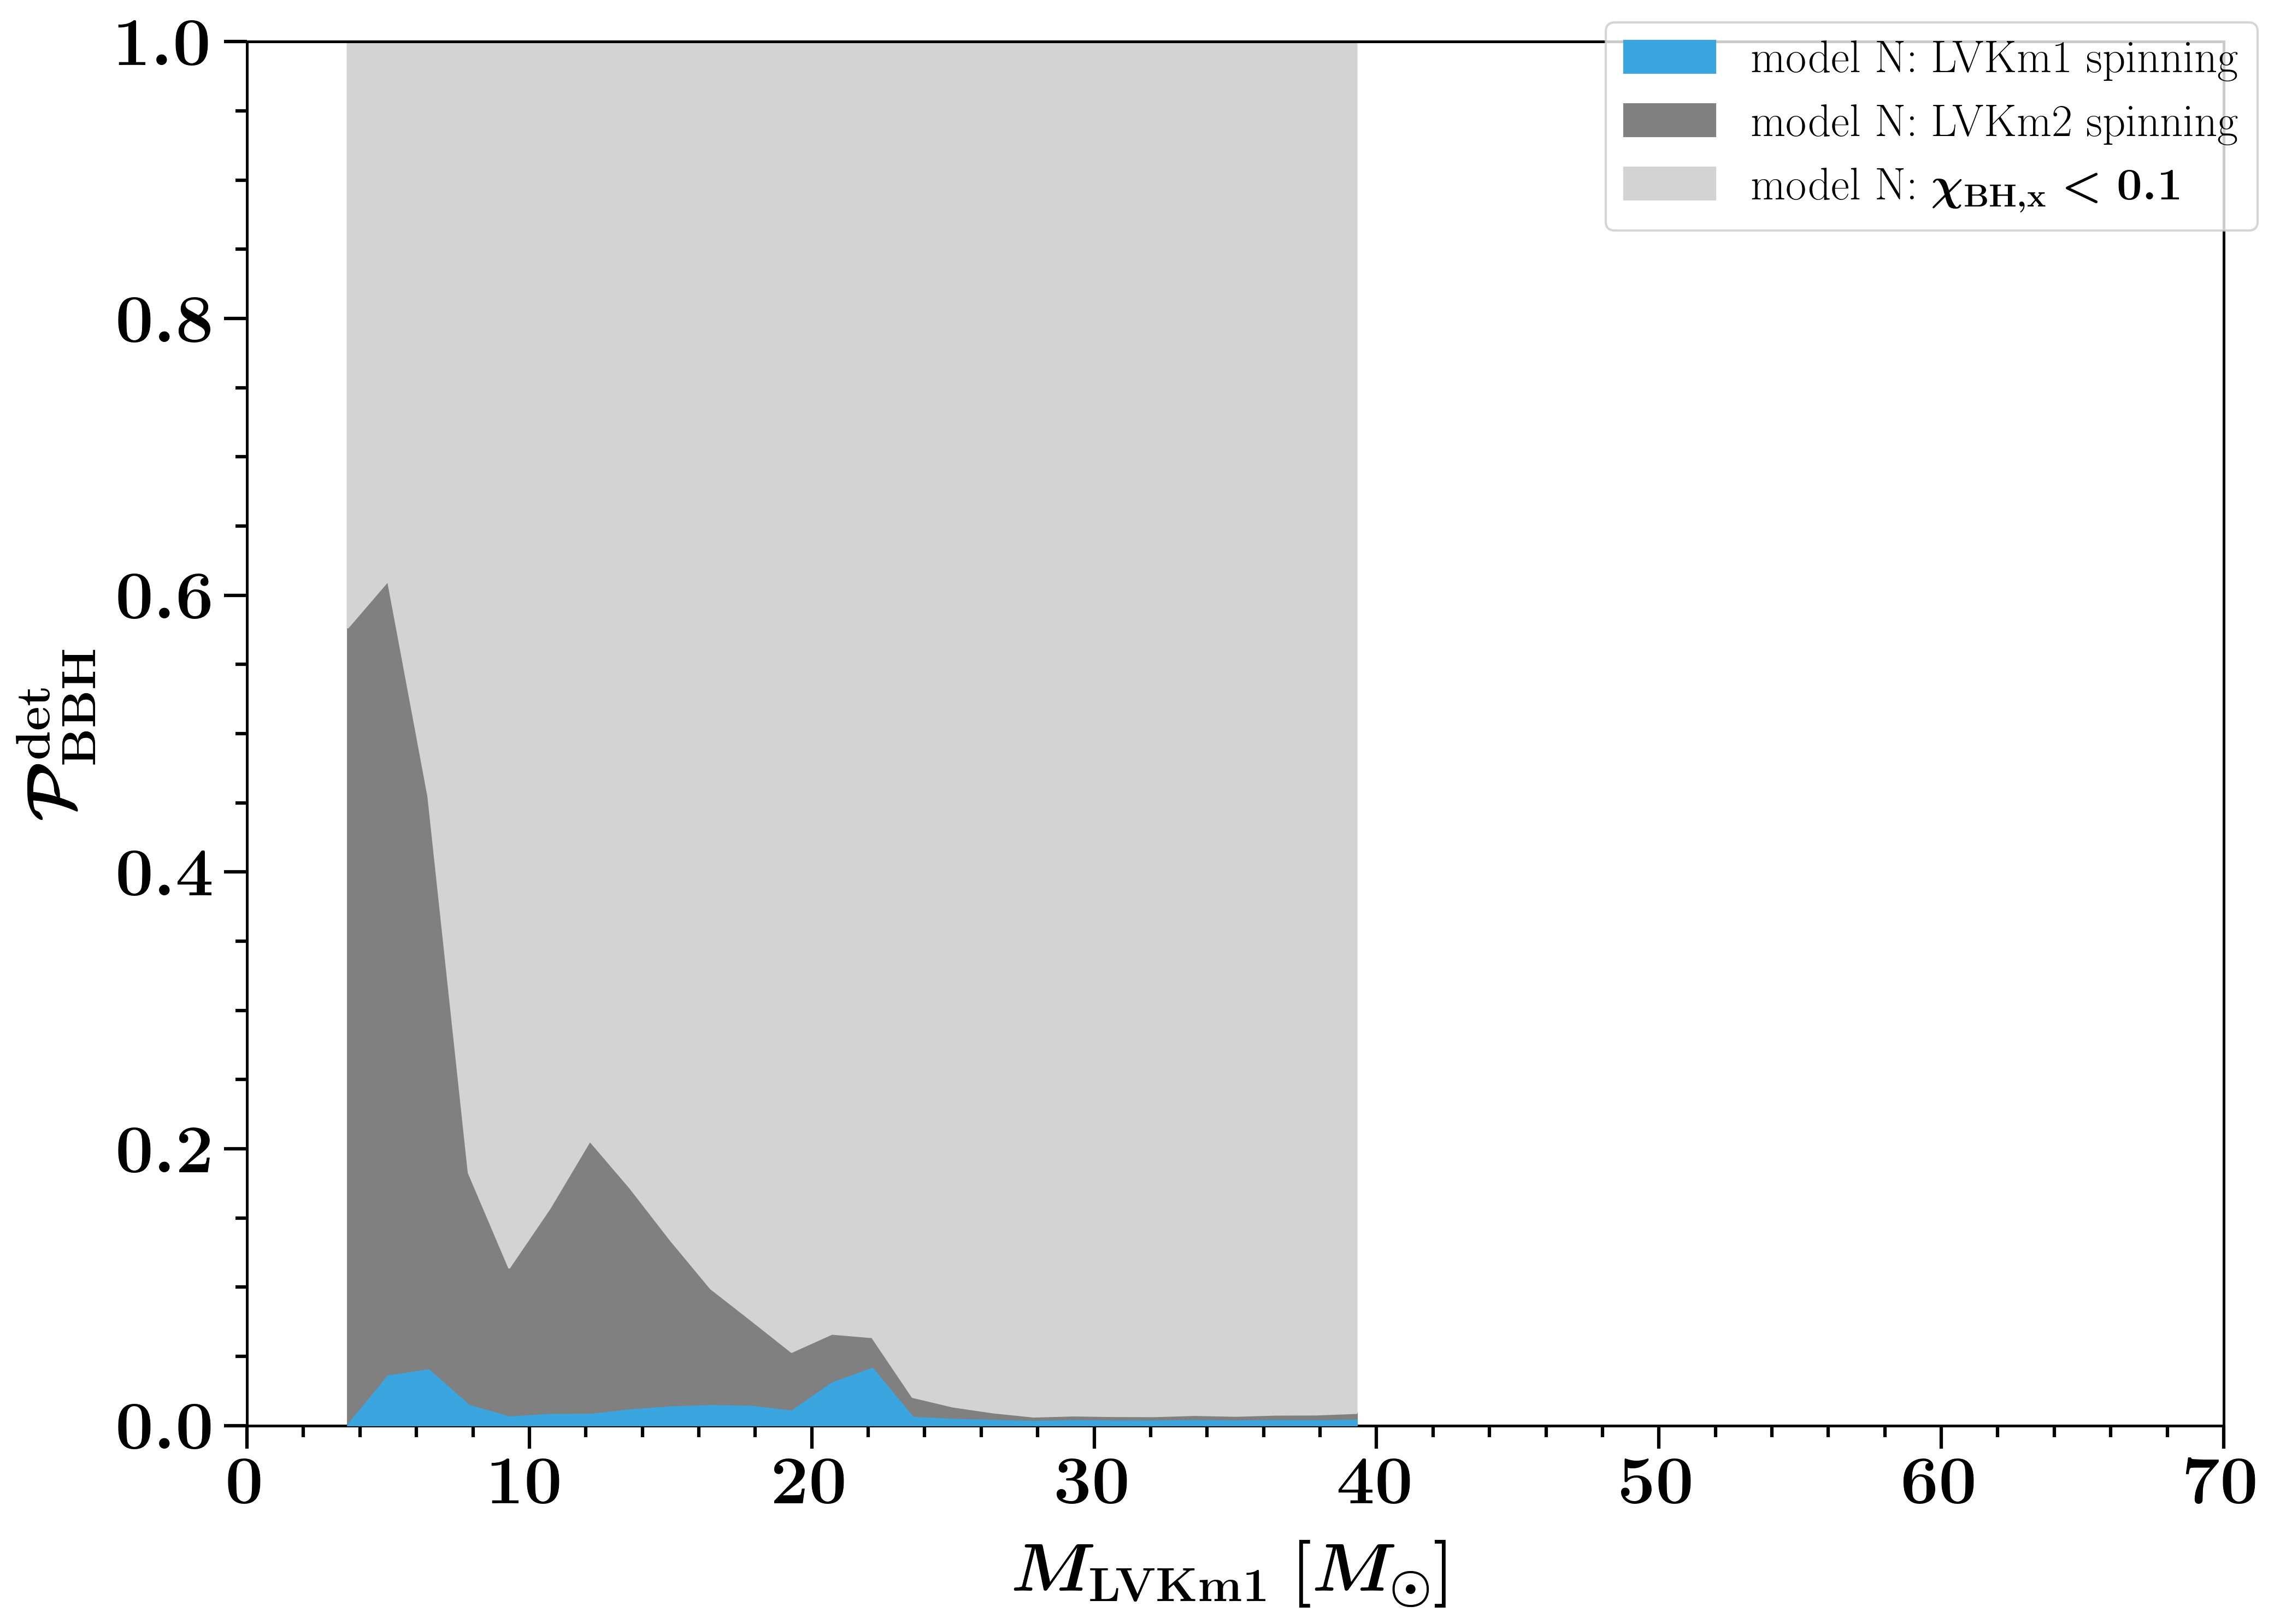 model N: LVKm1 spinning
model N: LVKm2 spinning
model N: χBH,x < 0.1
1.0
0.8
0.6
0.4
0.2
0.0
𝒫detBBH
0 10 20 30 40 50 60 70
MLVKm1 [M⊙]